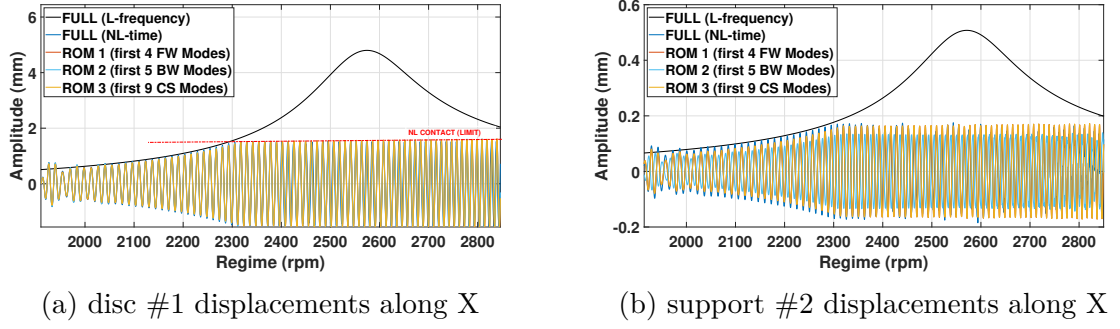 FULL (L-frequency)
FULL (NL-time)
ROM 1 (first 4 FW Modes)
ROM 2 (first 5 BW Modes)
ROM 3 (first 9 CS Modes)
NL CONTACT (LIMIT)
Amplitude (mm)
6
4
2
0
2000 2100 2200 2300 2400 2500 2600 2700 2800
Regime (rpm)
(a) disc #1 displacements along X
FULL (L-frequency)
FULL (NL-time)
ROM 1 (first 4 FW Modes)
ROM 2 (first 5 BW Modes)
ROM 3 (first 9 CS Modes)
Amplitude (mm)
0.6
0.4
0.2
0
-0.2
2000 2100 2200 2300 2400 2500 2600 2700 2800
Regime (rpm)
(b) support #2 displacements along X